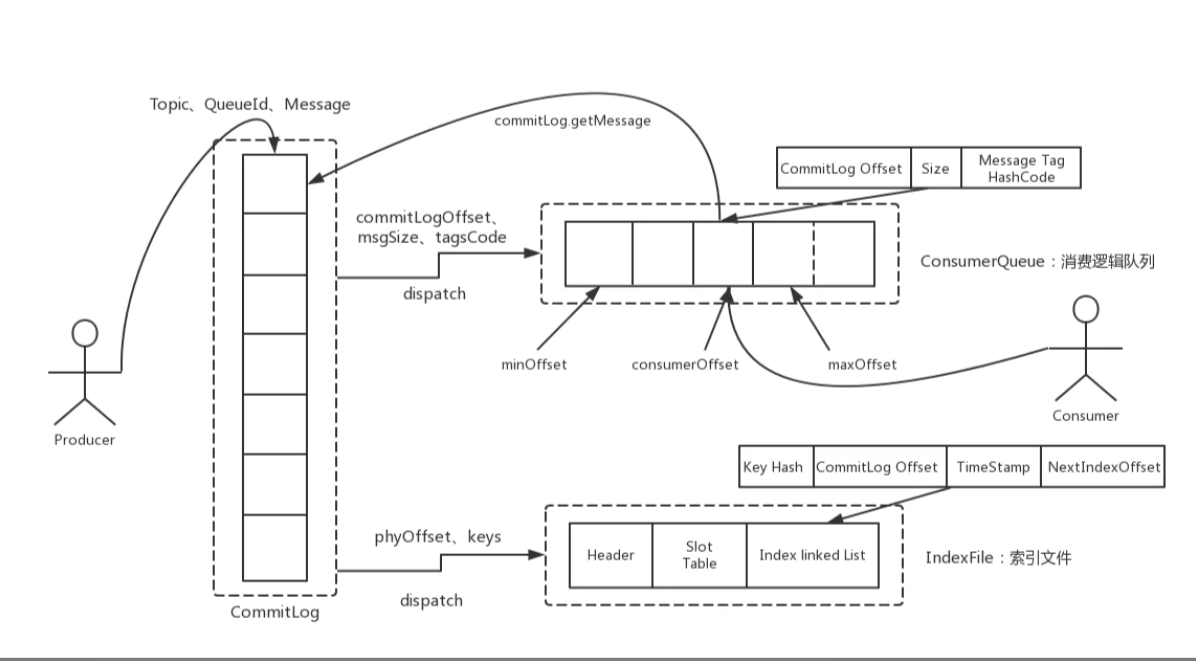 Topic、QueueId、Message
commitLog.getMessage
CommitLog Offset
Size
Message Tag
HashCode
commitLogOffset、
msgSize、tagsCode
dispatch
ConsumerQueue：消费逻辑队列
minOffset
consumerOffset
maxOffset
Producer
Consumer
Key Hash
CommitLog Offset
TimeStamp
NextIndexOffset
phyOffset、keys
dispatch
Header
Slot
Table
Index linked List
IndexFile：索引文件
CommitLog